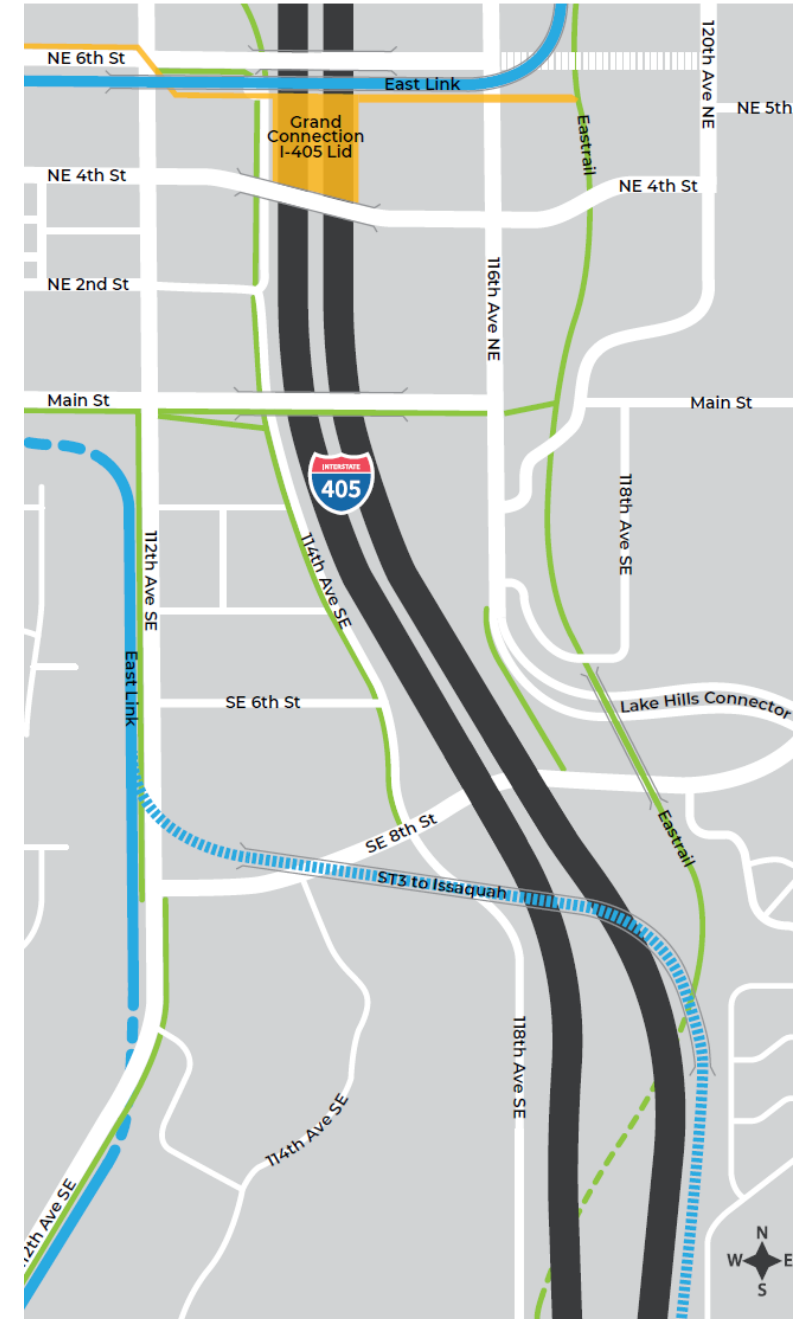 120th Ave NE
NE 6th St
East Link
NE 5th
Grand
Connection
I-405 Lid
Eastrail
NE 4th St
NE 4th St
NE 2nd St
116th Ave NE
Main St
Main St
INTERSTATE
405
118th Ave SE
112th Ave SE
114th Ave SE
East Link
SE 6th St
Lake Hills Connector
SE 8th St
Eastrail
ST3 to Issaquah
118th Ave SE
114th Ave SE
12th Ave SE
N
W E
S